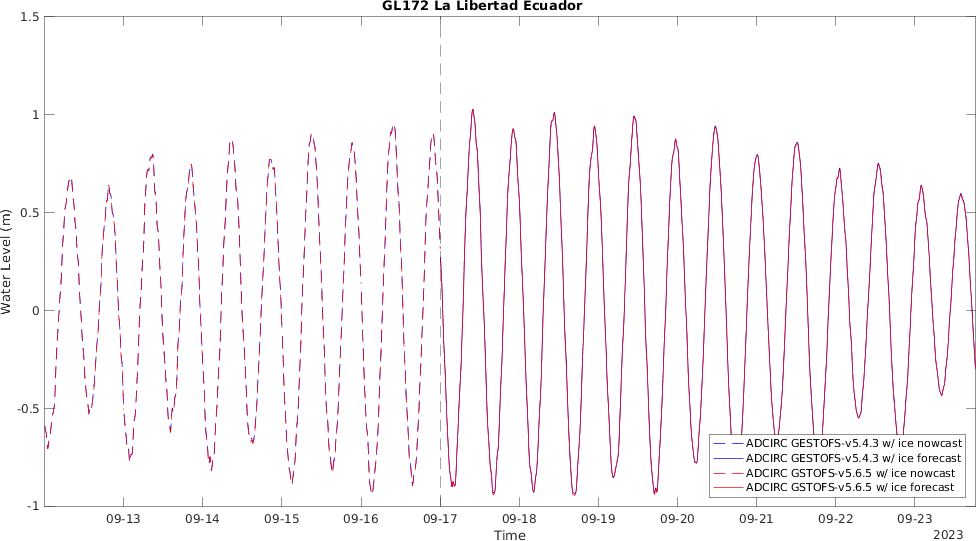 GL172 La Libertad Ecuador
1.5
1
0.5
0
-0.5
-1
Water Level (m)
09-13 09-14 09-15 09-16 09-17 09-18 09-19 09-20 09-21 09-22 09-23
Time
2023
ADCIRC GESTOFS-v5.4.3 w/ ice nowcast
ADCIRC GESTOFS-v5.4.3 w/ ice forecast
ADCIRC GSTOFS-v5.6.5 w/ ice nowcast
ADCIRC GSTOFS-v5.6.5 w/ ice forecast